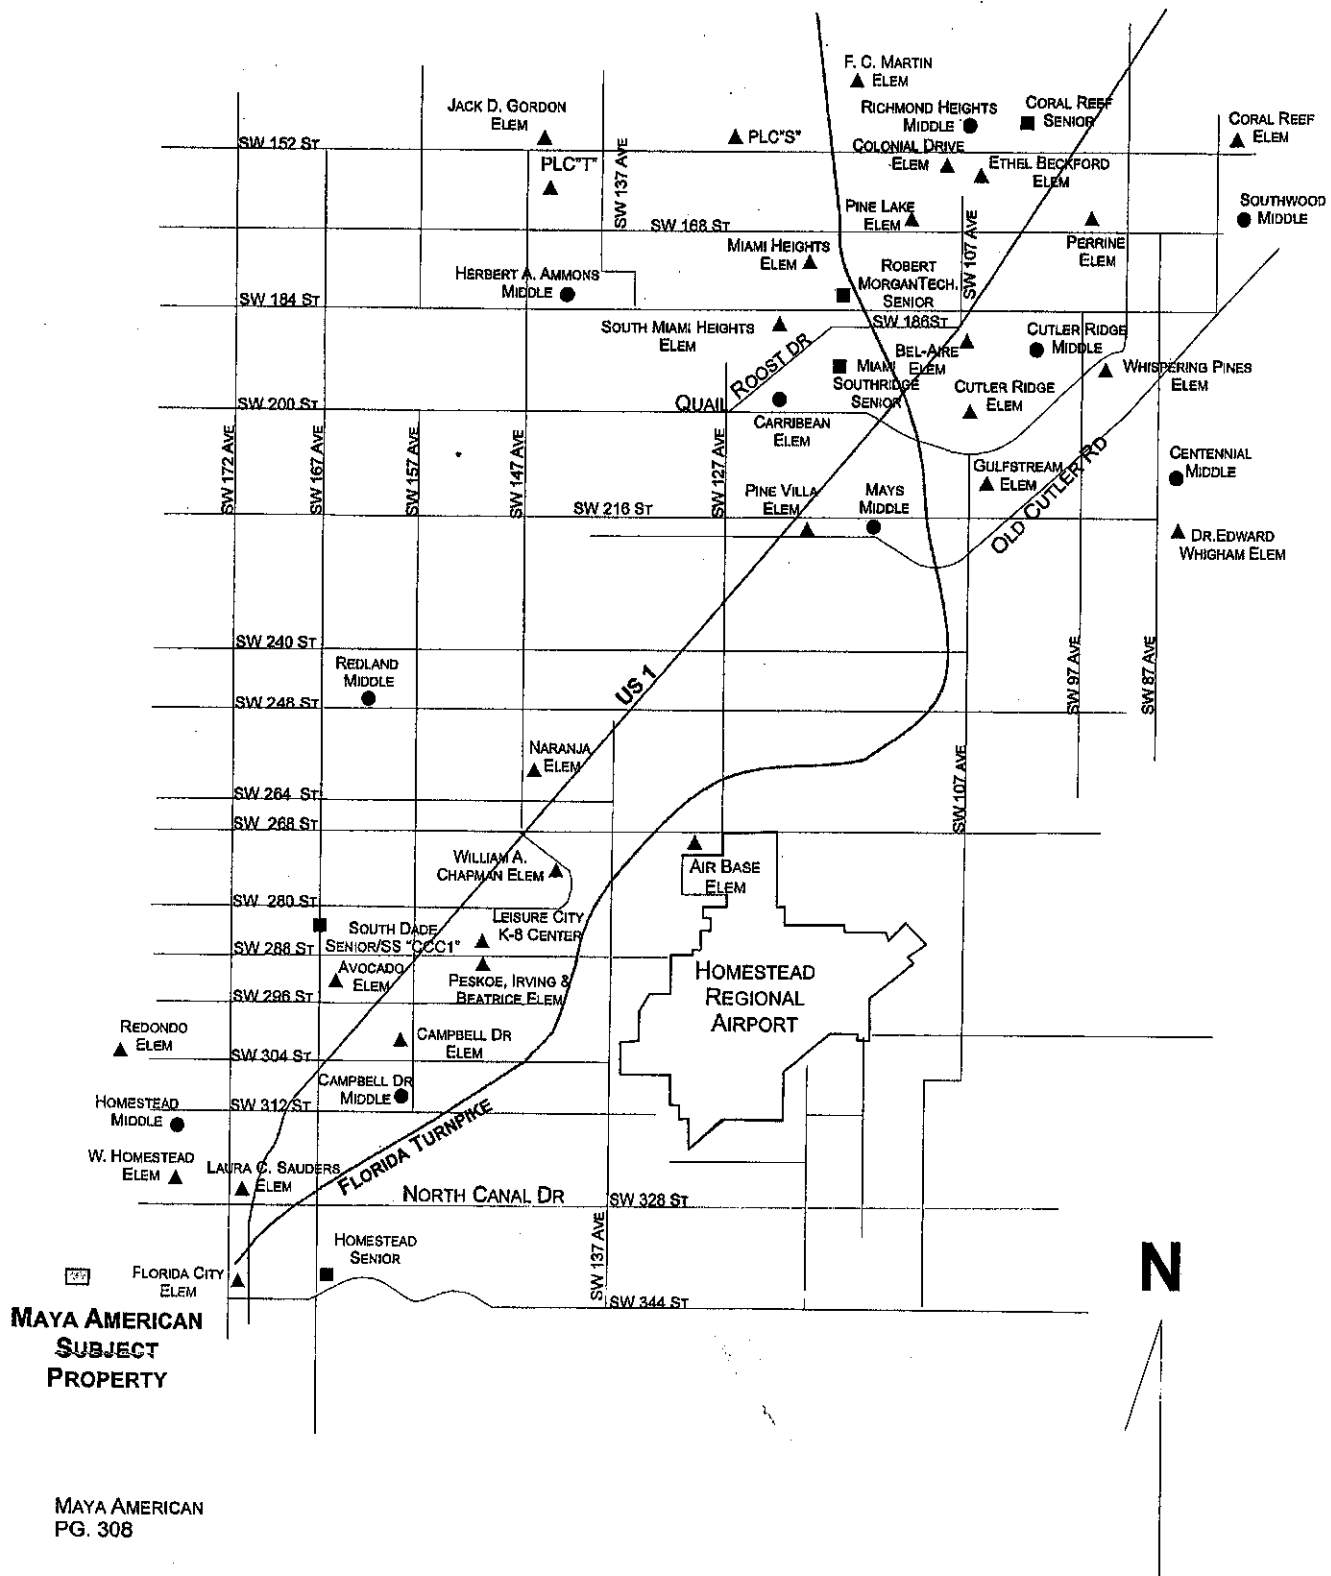 F. C. MARTIN
ELEM
JACK D. GORDON
ELEM
RICHMOND HEIGHTS
MIDDLE
CORAL REEF
SENIOR
CORAL REEF
ELEM
SW 152 ST
PLC"S"
COLONIAL DRIVE
ELEM
ETHEL BECKFORD
ELEM
PLC"T"
SW 137 AVE
PINE LAKE
ELEM
SOUTHWOOD
MIDDLE
SW 168 ST
SW 107 AVE
PERRINE
ELEM
MIAMI HEIGHTS
ELEM
HERBERT A. AMMONS
MIDDLE
ROBERT
MORGANTECH.
SENIOR
SW 184 ST
SOUTH MIAMI HEIGHTS
ELEM
SW 186ST
CUTLER RIDGE
MIDDLE
BEL-AIRE
ELEM
QUAIL ROOST DR
MIAMI
SOUTHRIDGE
SENIOR
WHISPERING PINES
ELEM
CUTLER RIDGE
ELEM
SW 200 ST
CARRIBEAN
ELEM
SW 172 AVE
SW 167 AVE
SW 157 AVE
SW 147 AVE
SW 127 AVE
GULFSTREAM
ELEM
OLD CUTLER RD
CENTENNIAL
MIDDLE
PINE VILLA
ELEM
MAYS
MIDDLE
SW 216 ST
DR.EDWARD
WHIGHAM ELEM
SW 240 ST
REDLAND
MIDDLE
US 1
SW 97 AVE
SW 87 AVE
SW 248 ST
NARANJA
ELEM
SW 107 AVE
SW 264 ST
SW 268 ST
WILLIAM A.
CHAPMAN ELEM
AIR BASE
ELEM
SW 280 ST
SOUTH DADE
SENIOR/SS "CCC1"
LEISURE CITY
K-8 CENTER
SW 288 ST
AVOCADO
ELEM
PESKOE, IRVING &
BEATRICE ELEM
HOMESTEAD
REGIONAL
AIRPORT
SW 296 ST
REDONDO
ELEM
CAMPBELL DR
ELEM
SW 304 ST
CAMPBELL DR
MIDDLE
HOMESTEAD
MIDDLE
SW 312 ST
FLORIDA TURNPIKE
W. HOMESTEAD
ELEM
LAURA C. SAUDERS
ELEM
NORTH CANAL DR
SW 328 ST
HOMESTEAD
SENIOR
SW 137 AVE
FLORIDA CITY
ELEM
SW 344 ST
N
MAYA AMERICAN
SUBJECT
PROPERTY
MAYA AMERICAN
PG. 308